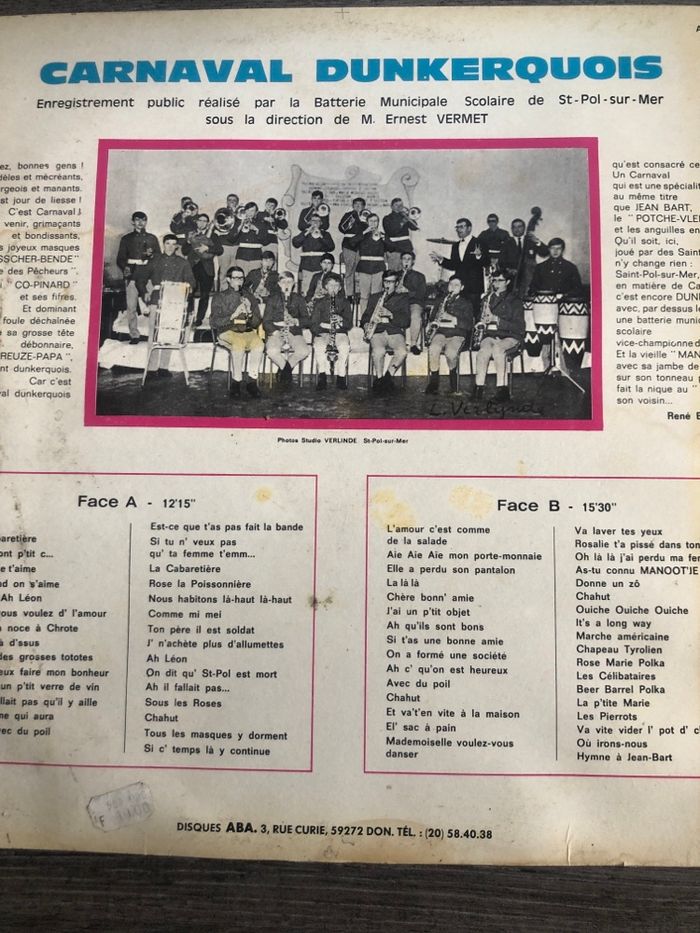 CARNAVAL DUNKERQUOIS
Enregistrement public réalisé par la Batterie Municipale Scolaire de St-Pol-sur-Mer
sous la direction de M. Ernest VERMET
ez, bonnes gens !
dèles et mécréants,
rgeois et manants.
st jour de liesse !
C'est Carnaval !
venir, grimaçants
et bondissants,
s joyeux masques
SSCHER-BENDE"
e des Pêcheurs ".
" CO-PINARD "
et ses fifres.
Et dominant
foule déchaînée
sa grosse tête
débonnaire,
REUZE-PAPA ",
nt dunkerquois.
Car c'est
val dunkerquois
qu'est consacré ce
Un Carnaval
qui est une spéciali
au même titre
que JEAN BART,
le " POTCHE-VLE
et les anguilles en
Qu'il soit, ici,
joué par des Saint
n'y change rien :
Saint-Pol-sur-Mer,
en matière de Ca
c'est encore DUN
avec, par dessus le
une batterie muni
scolaire
vice-championne d
Et la vieille " MAN
avec sa jambe de
sur son tonneau p
fait la nique au "
son voisin...
René B
L. Verlynde
Photos Studio VERLINDE St-Pol-sur-Mer
Face A - 12'15"
baretière
ont p'tit c...
e t'aime
nd on s'aime
Ah Léon
vous voulez d' l'amour
noce à Chrote
à d'ssus
des grosses tototes
eux faire mon bonheur
un p'tit verre de vin
llait pas qu'il y aille
ne qui aura
vec du poil
Est-ce que t'as pas fait la bande
Si tu n' veux pas
qu' ta femme t'emm...
La Cabaretière
Rose la Poissonnière
Nous habitons là-haut là-haut
Comme mi mei
Ton père il est soldat
J' n'achète plus d'allumettes
Ah Léon
On dit qu' St-Pol est mort
Ah il fallait pas...
Sous les Roses
Chahut
Tous les masques y dorment
Si c' temps là y continue
Face B - 15'30"
L'amour c'est comme
de la salade
Aie Aie Aie mon porte-monnaie
Elle a perdu son pantalon
La là là
Chère bonn' amie
J'ai un p'tit objet
Ah qu'ils sont bons
Si t'as une bonne amie
On a formé une société
Ah c' qu'on est heureux
Avec du poil
Chahut
Et va't'en vite à la maison
El' sac à pain
Mademoiselle voulez-vous
danser
Va laver tes yeux
Rosalie t'a pissé dans ton
Oh là là j'ai perdu ma fe
As-tu connu MANOOT'JE
Donne un zô
Chahut
Ouiche Ouiche Ouiche
It's a long way
Marche américaine
Chapeau Tyrolien
Rose Marie Polka
Les Célibataires
Beer Barrel Polka
La p'tite Marie
Les Pierrots
Va vite vider l' pot d' c
Où irons-nous
Hymne à Jean-Bart
DISQUES ABA. 3, RUE CURIE, 59272 DON. TÉL. : (20) 58.40.38